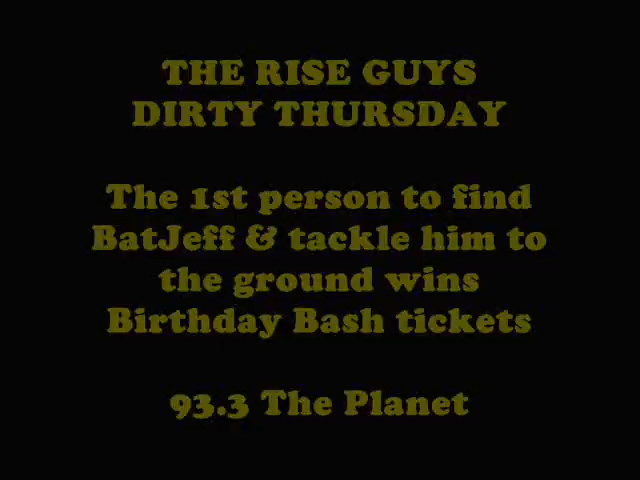 THE RISE GUYS
DIRTY THURSDAY
The 1st person to find
BatJeff & tackle him to
the ground wins
Birthday Bash tickets
93.3 The Planet